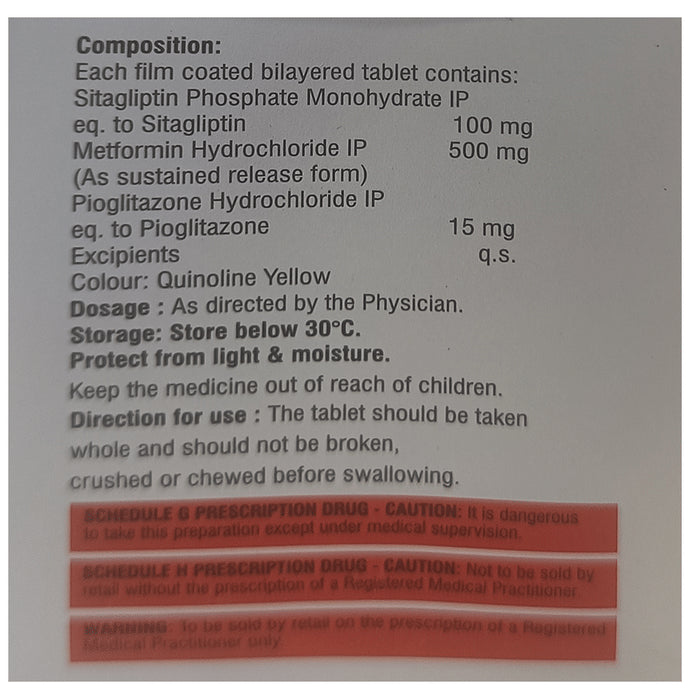 Composition:
Each film coated bilayered tablet contains:
Sitagliptin Phosphate Monohydrate IP
eq. to Sitagliptin 100 mg
Metformin Hydrochloride IP 500 mg
(As sustained release form)
Pioglitazone Hydrochloride IP
eq. to Pioglitazone 15 mg
Excipients q.s.
Colour: Quinoline Yellow
Dosage : As directed by the Physician.
Storage: Store below 30°C.
Protect from light & moisture.
Keep the medicine out of reach of children.
Direction for use : The tablet should be taken
whole and should not be broken,
crushed or chewed before swallowing.
SCHEDULE G PRESCRIPTION DRUG - CAUTION: It is dangerous
to take this preparation except under medical supervision.
SCHEDULE H PRESCRIPTION DRUG - CAUTION: Not to be sold by
retail without the prescription of a Registered Medical Practitioner.
WARNING: To be sold by retail on the prescription of a Registered
Medical Practitioner only.